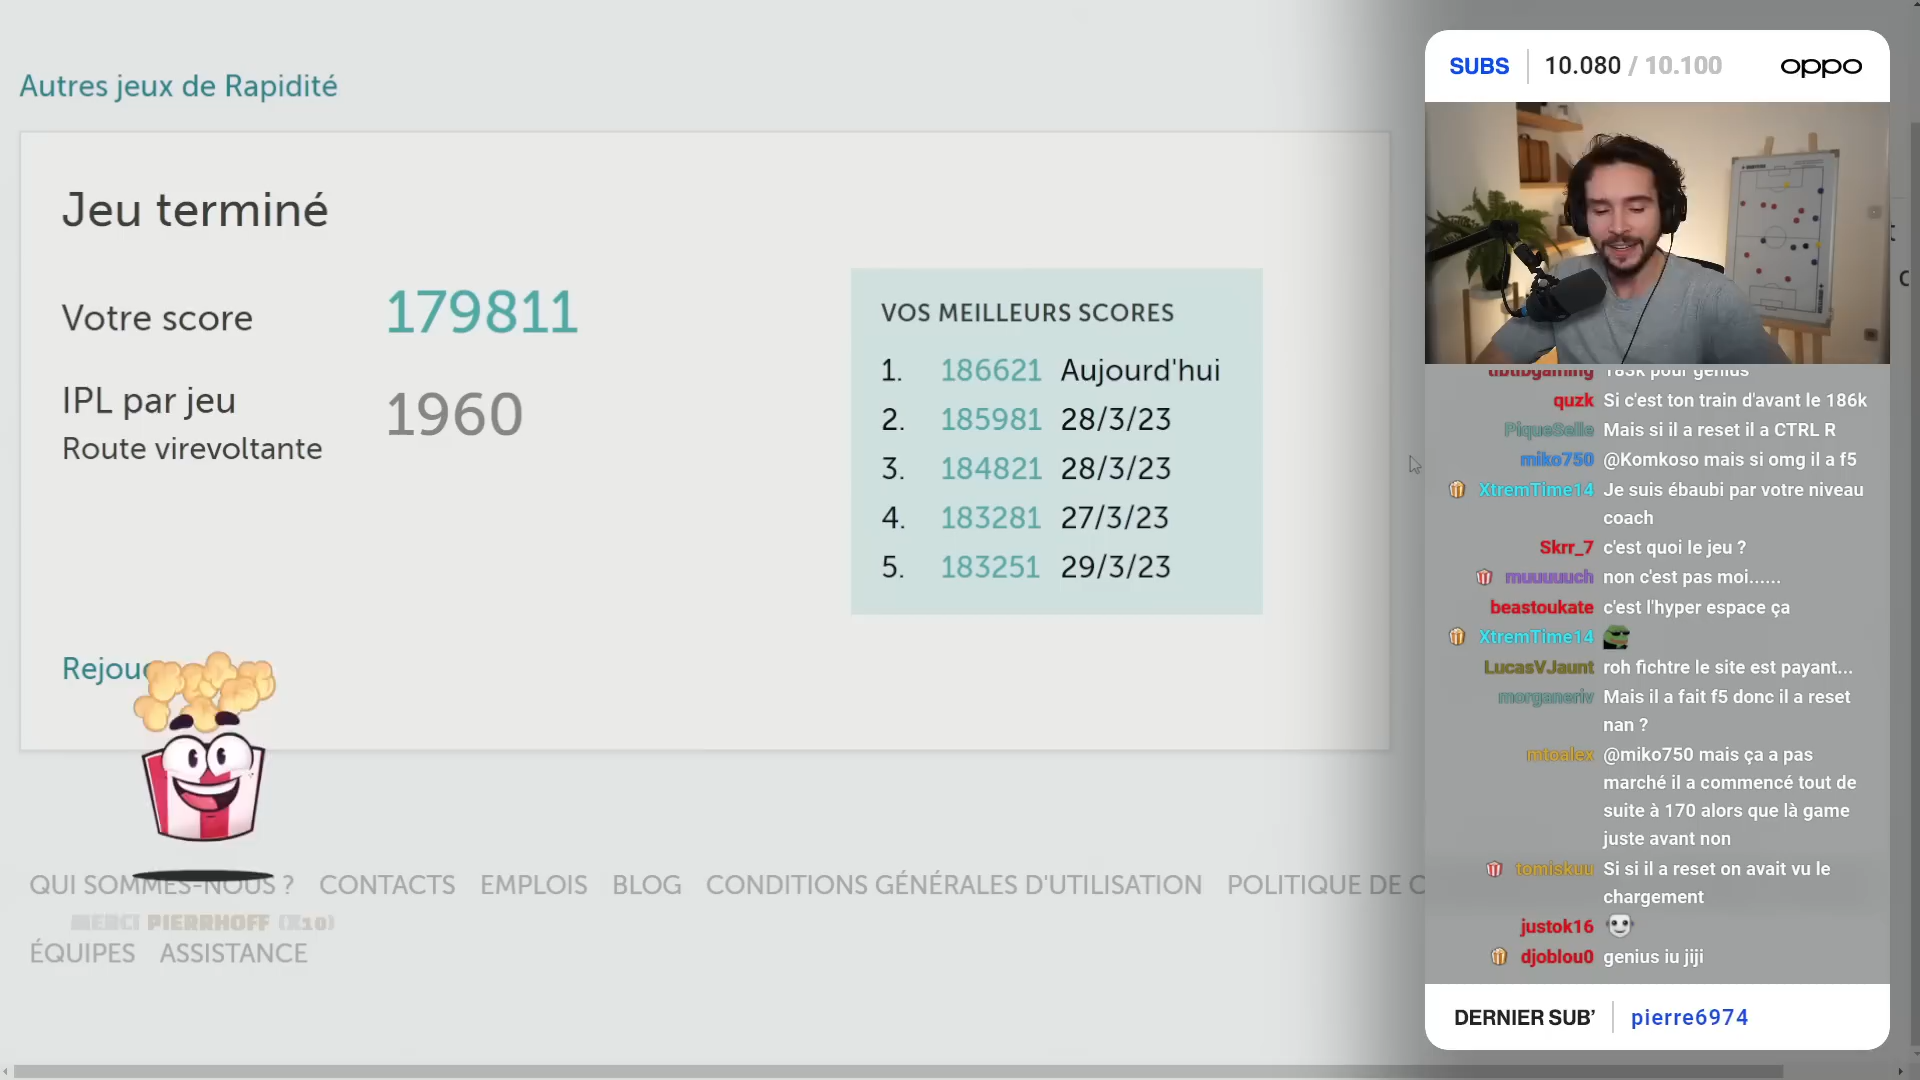 Autres jeux de Rapidité
Jeu terminé
Votre score 179811
IPL par jeu 1960
Route virevoltante
VOS MEILLEURS SCORES
1. 186621 Aujourd'hui
2. 185981 28/3/23
3. 184821 28/3/23
4. 183281 27/3/23
5. 183251 29/3/23
Rejoue
QUI SOMMES-NOUS ? CONTACTS EMPLOIS BLOG CONDITIONS GÉNÉRALES D'UTILISATION POLITIQUE DE C
MERCI PIERRHOFF (X10)
ÉQUIPES ASSISTANCE
SUBS 10.080 / 10.100 oppo
tibtibgaming 183k pour genius
quzk Si c'est ton train d'avant le 186k
PiqueSelle Mais si il a reset il a CTRL R
miko750 @Komkoso mais si omg il a f5
XtremTime14 Je suis ébaubi par votre niveau
coach
Skrr_7 c'est quoi le jeu ?
muuuuuch non c'est pas moi......
beastoukate c'est l'hyper espace ça
XtremTime14
LucasVJaunt roh fichtre le site est payant...
morganeriv Mais il a fait f5 donc il a reset
nan ?
mtoalex @miko750 mais ça a pas
marché il a commencé tout de
suite à 170 alors que là game
juste avant non
tomiskuu Si si il a reset on avait vu le
chargement
justok16
djoblou0 genius iu jiji
DERNIER SUB' pierre6974